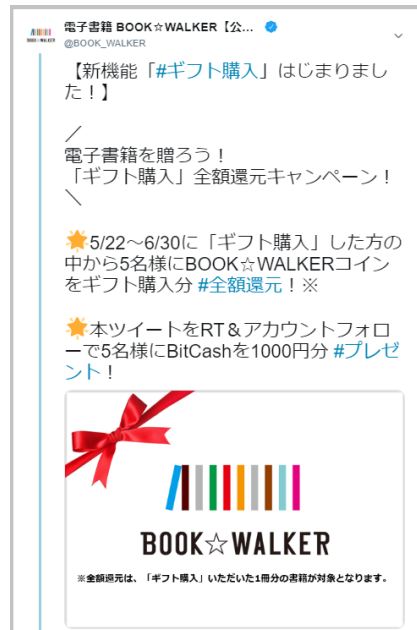 電子書籍 BOOK☆WALKER【公...
@BOOK_WALKER
【新機能「#ギフト購入」はじまりまし
た！】
／
電子書籍を贈ろう！
「ギフト購入」全額還元キャンペーン！
＼
🌟5/22～6/30に「ギフト購入」した方の
中から5名様にBOOK☆WALKERコイン
をギフト購入分 #全額還元！※
🌟本ツイートをRT＆アカウントフォロ
ーで5名様にBitCashを1000円分 #プレゼ
ント！
BOOK☆WALKER
※全額還元は、「ギフト購入」いただいた1冊分の書籍が対象となります。